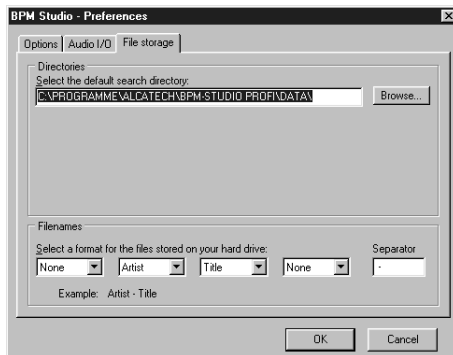 BPM Studio - Preferences
Options Audio I/O File storage
Directories
Select the default search directory:
C:\PROGRAMME\ALCATECH\BPM-STUDIO PROFI\DATA\ Browse...
Filenames
Select a format for the files stored on your hard drive: Separator
None Artist Title None -
Example: Artist - Title
OK Cancel